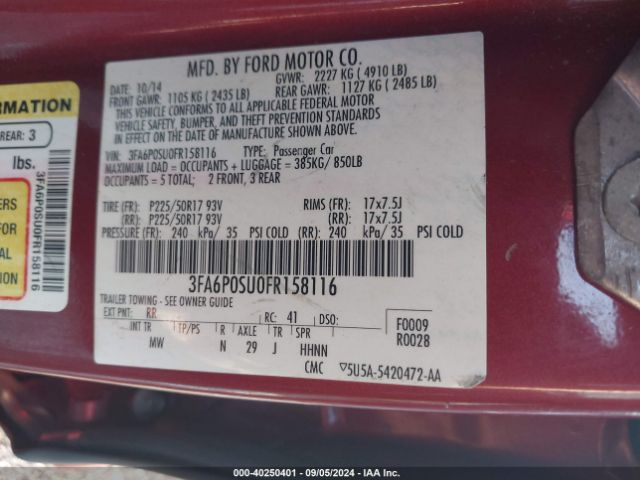 MFD. BY FORD MOTOR CO.
DATE: 10/14
GVWR: 2227 KG (4910 LB)
FRONT GAWR: 1105 KG (2435 LB)
REAR GAWR: 1127 KG (2485 LB)
THIS VEHICLE CONFORMS TO ALL APPLICABLE FEDERAL MOTOR
VEHICLE SAFETY, BUMPER, AND THEFT PREVENTION STANDARDS IN
EFFECT ON THE DATE OF MANUFACTURE SHOWN ABOVE.
VIN: 3FA6P0SU0FR158116 TYPE: Passenger Car
MAXIMUM LOAD = OCCUPANTS + LUGGAGE = 385KG/ 850LB
OCCUPANTS = 5 TOTAL; 2 FRONT, 3 REAR
TIRE (FR): P225/50R17 93V RIMS (FR): 17x7.5J
(RR): P225/50R17 93V (RR): 17x7.5J
PRESSURE (FR): 240 kPa/ 35 PSI COLD (RR): 240 kPa/ 35 PSI COLD
3FA6P0SU0FR158116
TRAILER TOWING - SEE OWNER GUIDE
EXT PNT: RR RC: 41 DSO:
F0009
R0028
INT TR TP/PS R AXLE TR SPR
MW N 29 J HHNN
CMC 5U5A-5420472-AA
ORMATION
REAR: 3
lbs.
ERS
FOR
AL
ON
3FA6P0SU0FR158116
000-40250401 - 09/05/2024 - IAA Inc.